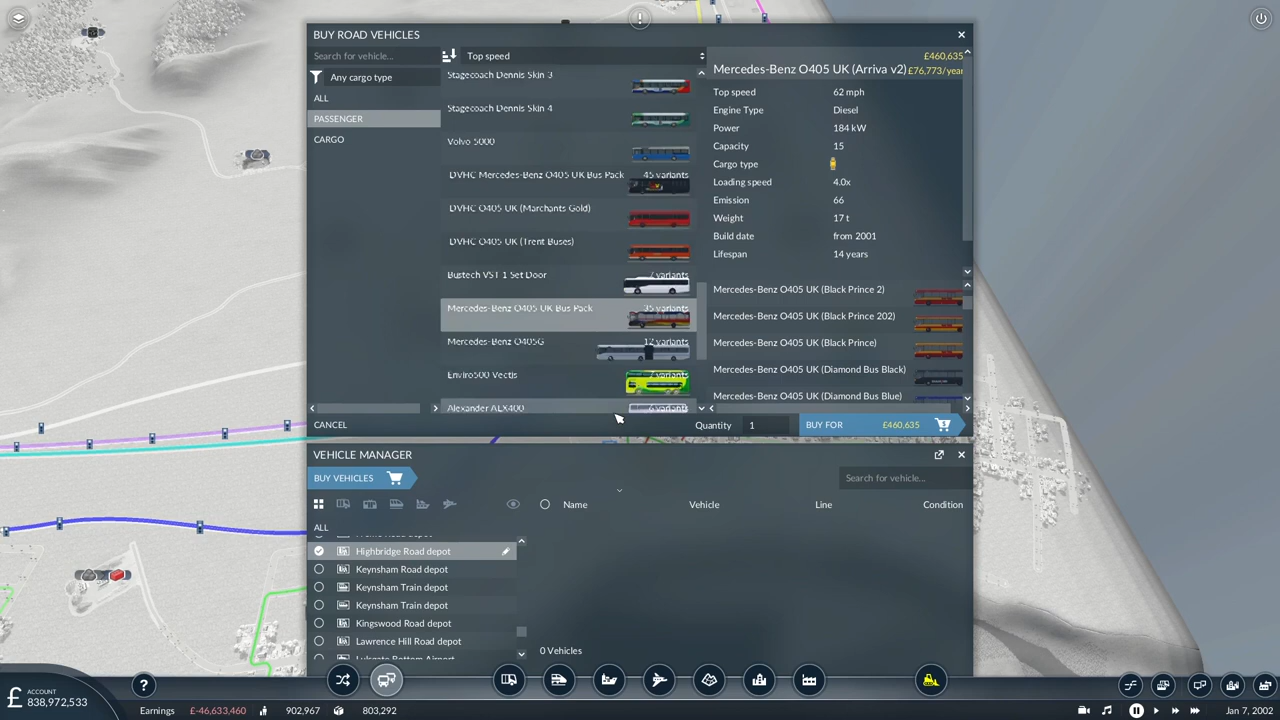 BUY ROAD VEHICLES
Search for vehicle...
Top speed
Any cargo type
ALL
PASSENGER
CARGO
Stagecoach Dennis Skin 3
Stagecoach Dennis Skin 4
Volvo 5000
DVHC Mercedes-Benz O405 UK Bus Pack 45 variants
DVHC O405 UK (Marchants Gold)
DVHC O405 UK (Trent Buses)
Bustech VST 1 Set Door 7 variants
Mercedes-Benz O405 UK Bus Pack 35 variants
Mercedes-Benz O405G 12 variants
Enviro500 Vectis
Alexander ALX400
£460,635
Mercedes-Benz O405 UK (Arriva v2) £76,773/year
Top speed 62 mph
Engine Type Diesel
Power 184 kW
Capacity 15
Cargo type
Loading speed 4.0x
Emission 66
Weight 17 t
Build date from 2001
Lifespan 14 years
Mercedes-Benz O405 UK (Black Prince 2)
Mercedes-Benz O405 UK (Black Prince 202)
Mercedes-Benz O405 UK (Black Prince)
Mercedes-Benz O405 UK (Diamond Bus Black)
Mercedes-Benz O405 UK (Diamond Bus Blue)
CANCEL
Quantity 1
BUY FOR £460,635
VEHICLE MANAGER
BUY VEHICLES
Search for vehicle...
Name Vehicle Line Condition
ALL
Highbridge Road depot
Keynsham Road depot
Keynsham Train depot
Keynsham Train depot
Kingswood Road depot
Lawrence Hill Road depot
0 Vehicles
£ ACCOUNT
838,972,533
?
Earnings £-46,633,460 902,967 803,292
Jan 7, 2002